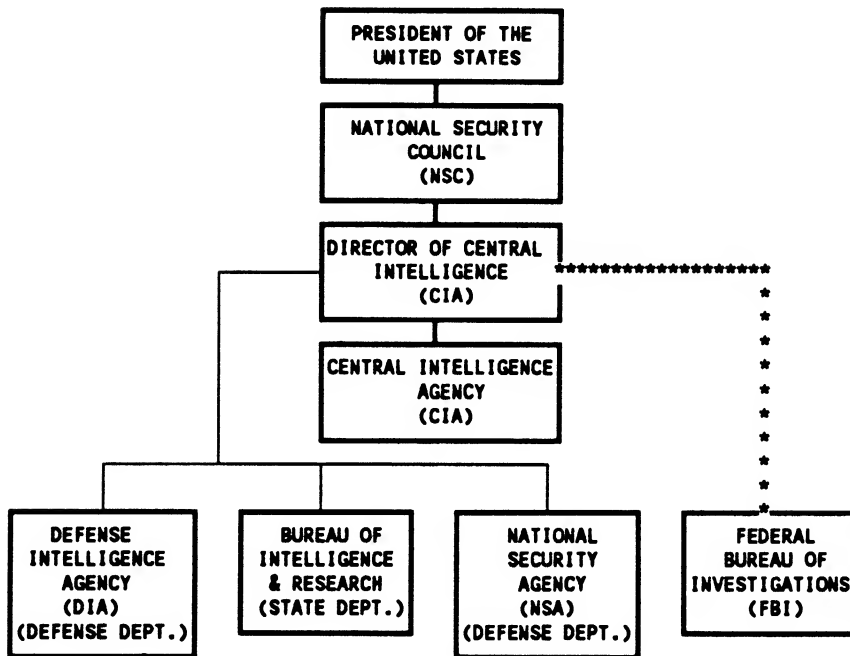 PRESIDENT OF THE
UNITED STATES
NATIONAL SECURITY
COUNCIL
(NSC)
DIRECTOR OF CENTRAL
INTELLIGENCE
(CIA)
CENTRAL INTELLIGENCE
AGENCY
(CIA)
DEFENSE
INTELLIGENCE
AGENCY
(DIA)
(DEFENSE DEPT.)
BUREAU OF
INTELLIGENCE
& RESEARCH
(STATE DEPT.)
NATIONAL
SECURITY
AGENCY
(NSA)
(DEFENSE DEPT.)
FEDERAL
BUREAU OF
INVESTIGATIONS
(FBI)